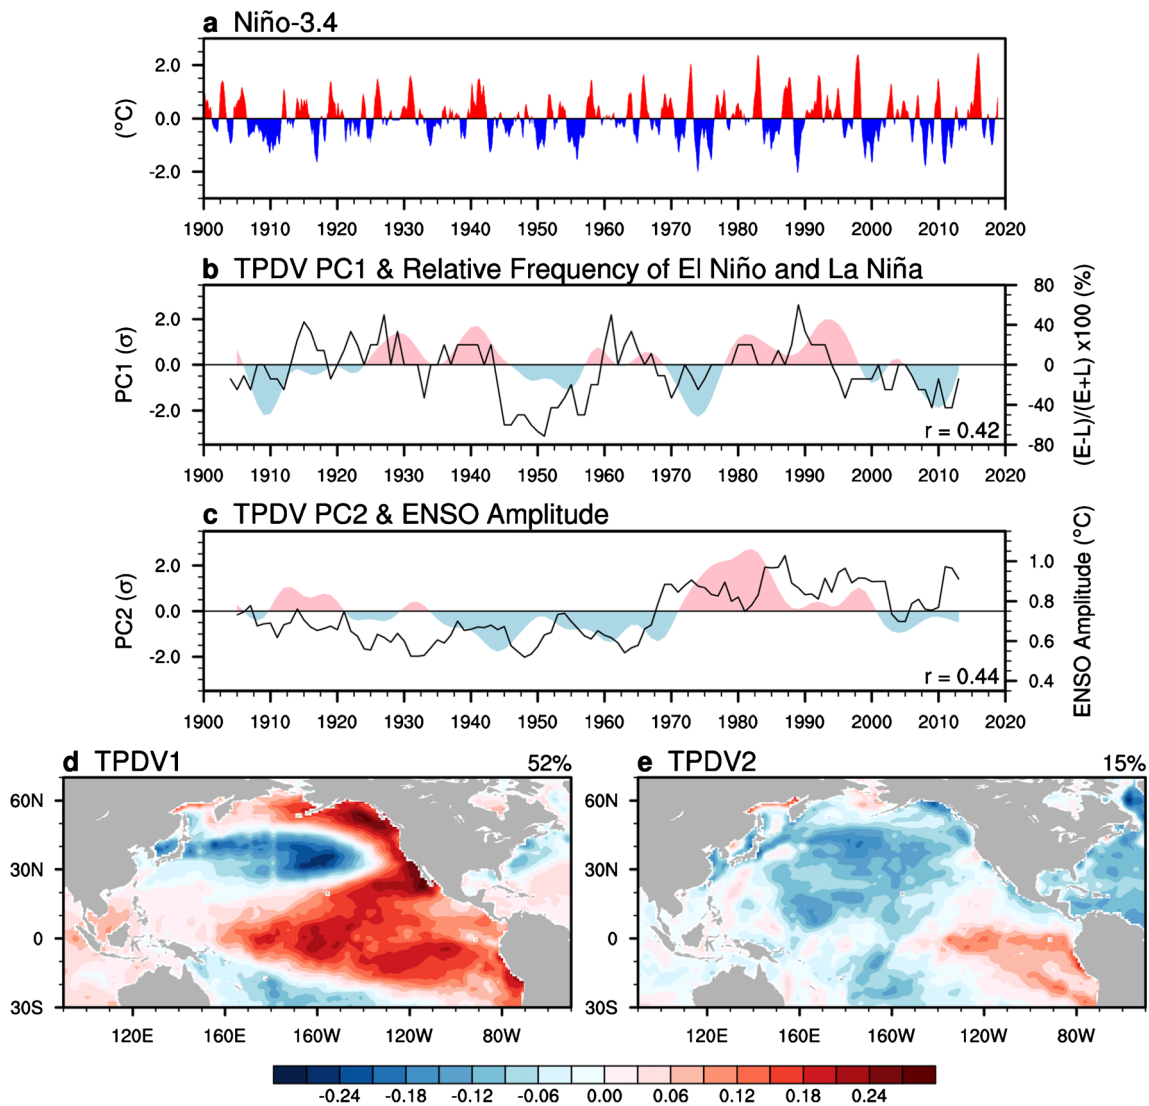 a Niño-3.4
(°C)
2.0
0.0
-2.0
1900 1910 1920 1930 1940 1950 1960 1970 1980 1990 2000 2010 2020
b TPDV PC1 & Relative Frequency of El Niño and La Niña
PC1 (σ)
2.0
0.0
-2.0
80
40
0
-40
-80
(E-L)/(E+L) x100 (%)
r = 0.42
1900 1910 1920 1930 1940 1950 1960 1970 1980 1990 2000 2010 2020
c TPDV PC2 & ENSO Amplitude
PC2 (σ)
2.0
0.0
-2.0
1.0
0.8
0.6
0.4
ENSO Amplitude (°C)
r = 0.44
1900 1910 1920 1930 1940 1950 1960 1970 1980 1990 2000 2010 2020
d TPDV1 52%
60N
30N
0
30S
120E 160E 160W 120W 80W
e TPDV2 15%
60N
30N
0
30S
120E 160E 160W 120W 80W
-0.24 -0.18 -0.12 -0.06 0.00 0.06 0.12 0.18 0.24